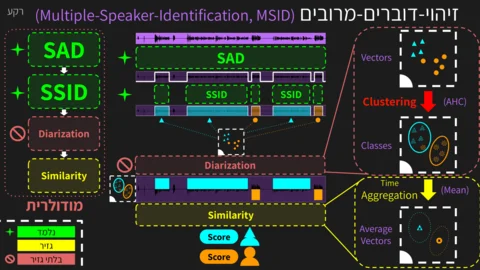 רקע
זיהוי-דוברים-מרובים (Multiple-Speaker-Identification, MSID)
SAD
SSID
Diarization
Similarity
מודולרית
נלמד
גזיר
בלתי גזיר
SAD
SSID
SSID
Diarization
Similarity
Score
Score
Vectors
Clustering (AHC)
Classes
Time
Aggregation (Mean)
Average
Vectors